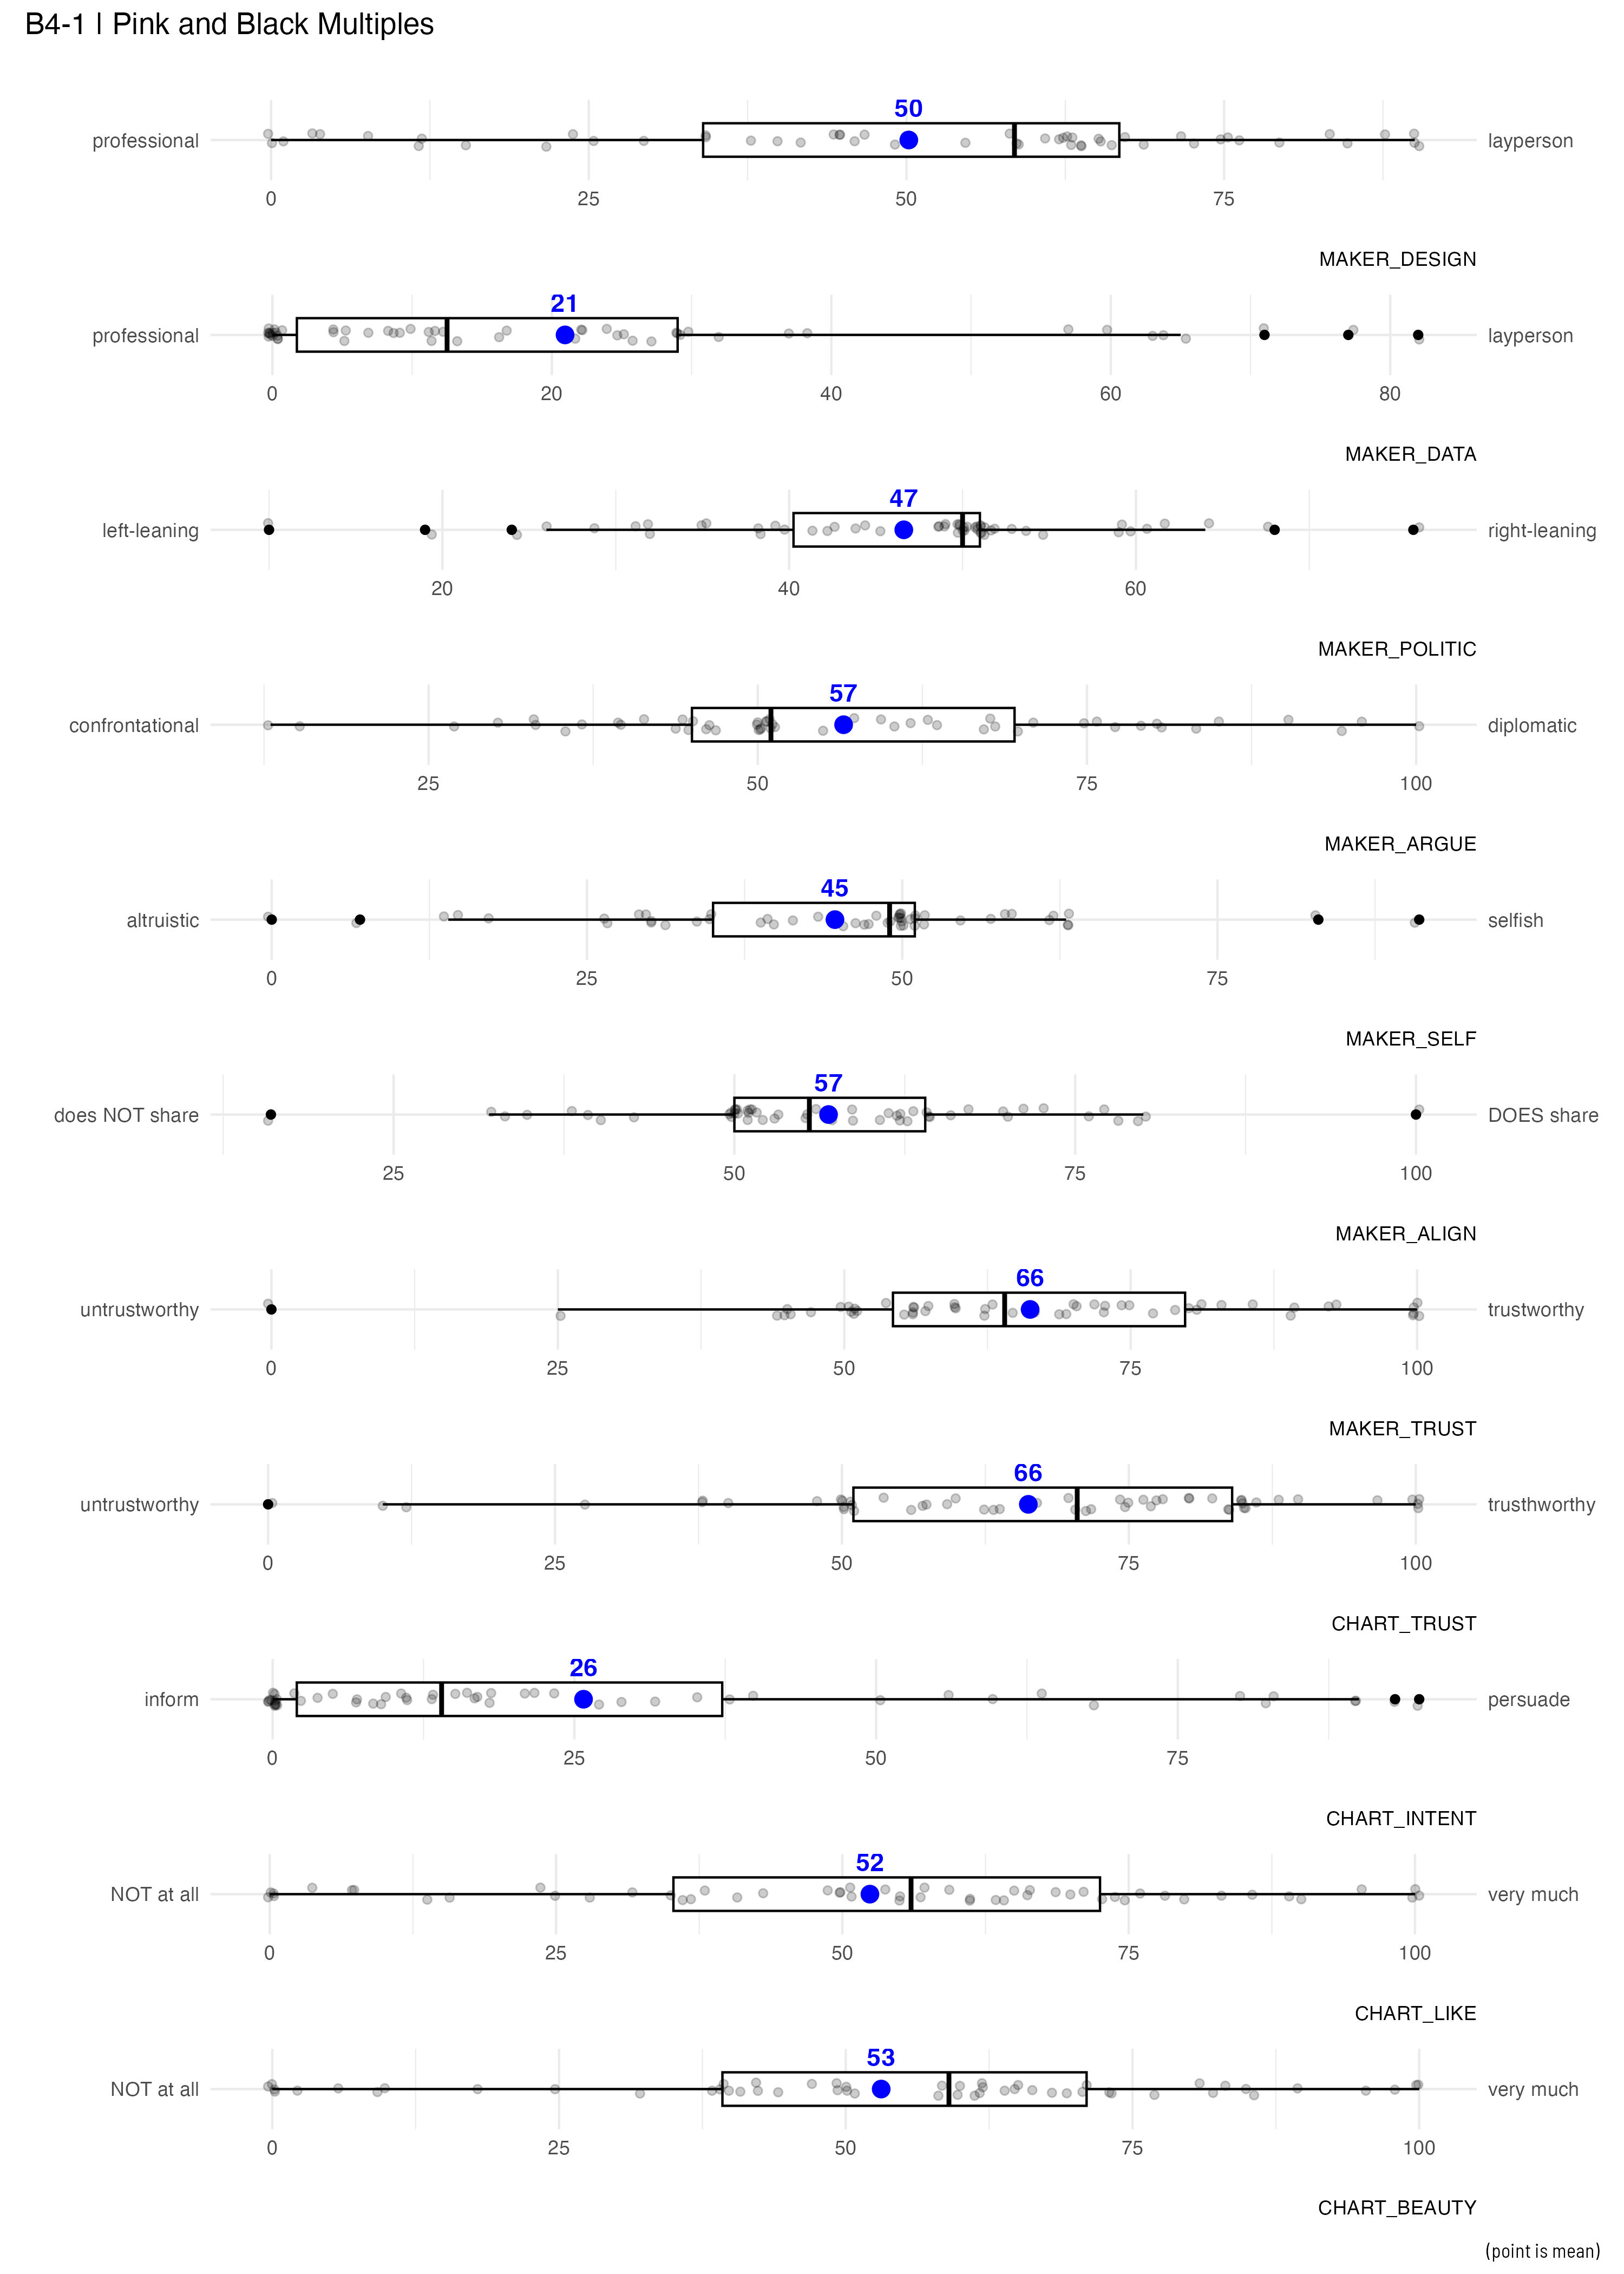 B4-1 | Pink and Black Multiples
50
professional layperson
0 25 50 75
MAKER_DESIGN
21
professional layperson
0 20 40 60 80
MAKER_DATA
47
left-leaning right-leaning
20 40 60
MAKER_POLITIC
57
confrontational diplomatic
25 50 75 100
MAKER_ARGUE
45
altruistic selfish
0 25 50 75
MAKER_SELF
57
does NOT share DOES share
25 50 75 100
MAKER_ALIGN
66
untrustworthy trustworthy
0 25 50 75 100
MAKER_TRUST
66
untrustworthy trusthworthy
0 25 50 75 100
CHART_TRUST
26
inform persuade
0 25 50 75
CHART_INTENT
52
NOT at all very much
0 25 50 75 100
CHART_LIKE
53
NOT at all very much
0 25 50 75 100
CHART_BEAUTY
(point is mean)